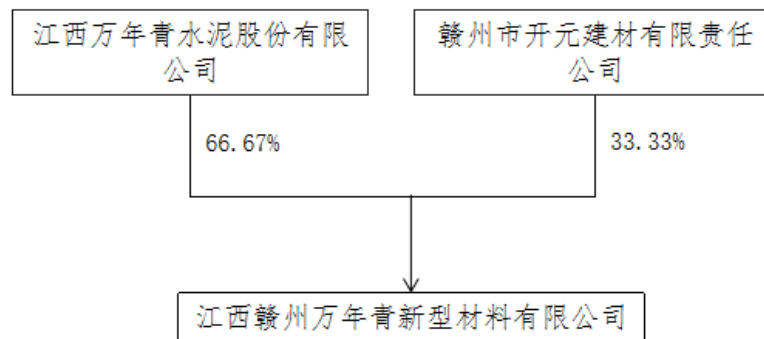 江西万年青水泥股份有限
公司
赣州市开元建材有限责任
公司
66.67%
33.33%
江西赣州万年青新型材料有限公司